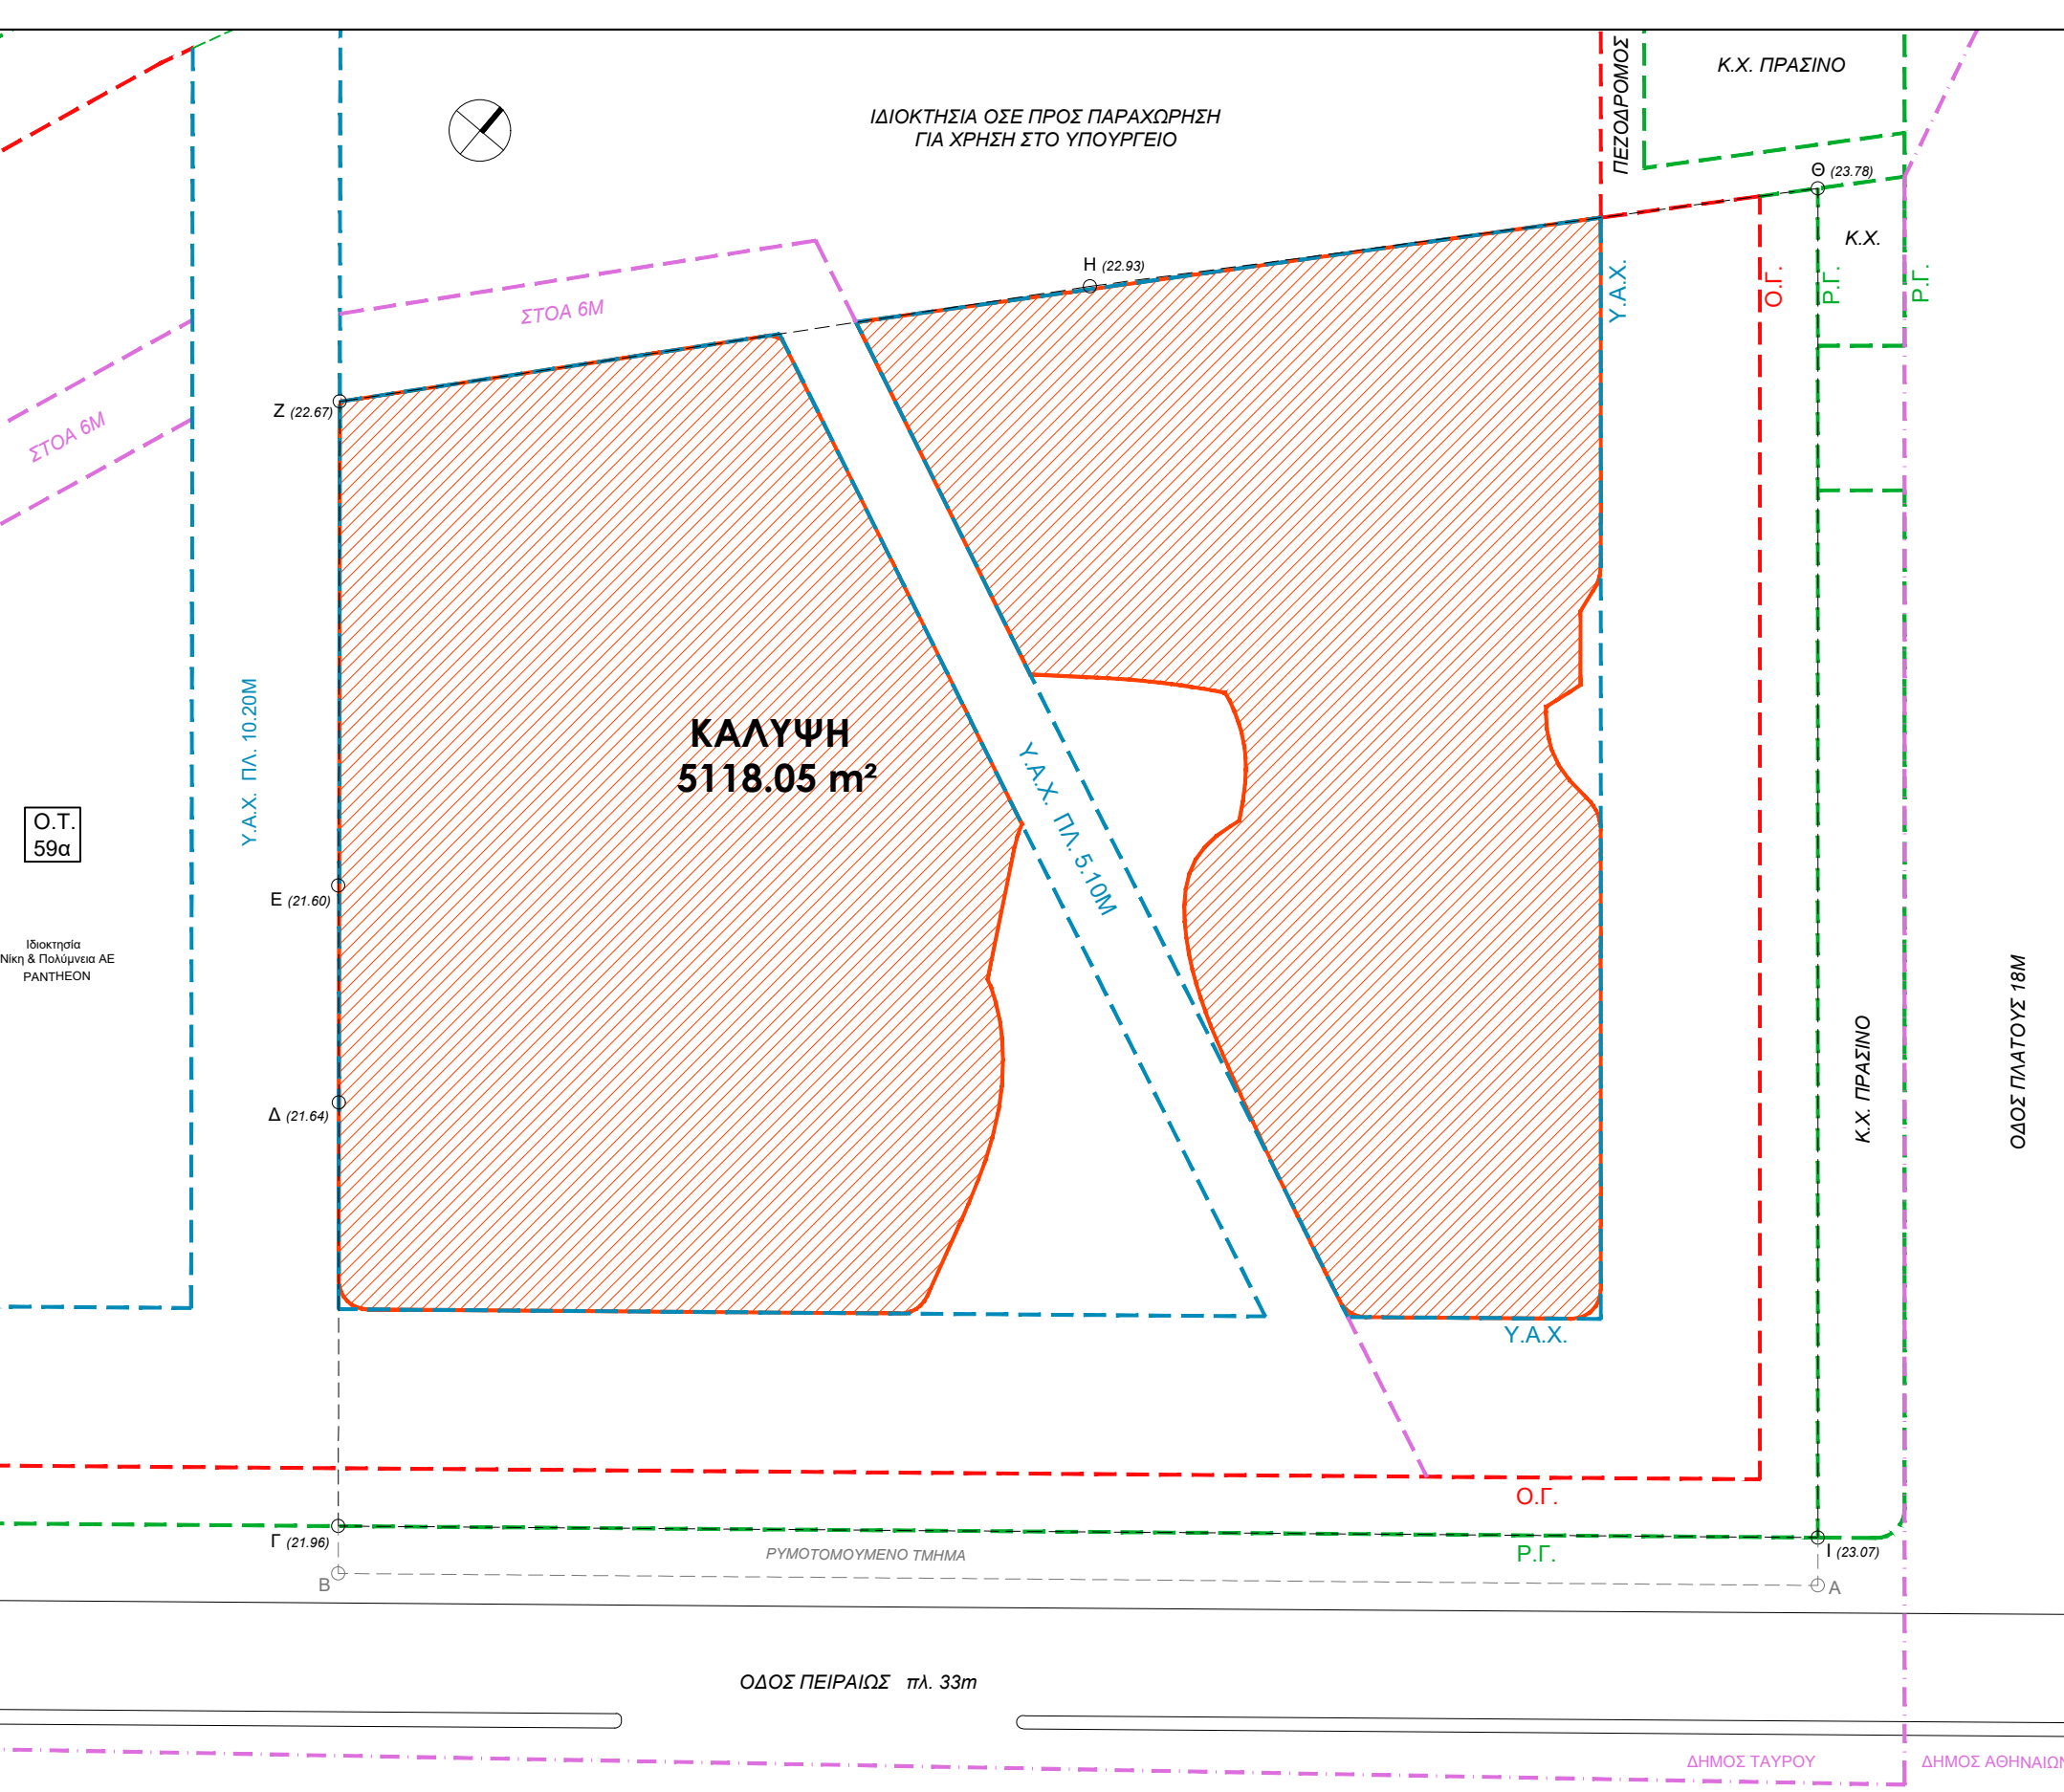 ΠΕΖΟΔΡΟΜΟΣ
Κ.Χ. ΠΡΑΣΙΝΟ
ΙΔΙΟΚΤΗΣΙΑ ΟΣΕ ΠΡΟΣ ΠΑΡΑΧΩΡΗΣΗ
ΓΙΑ ΧΡΗΣΗ ΣΤΟ ΥΠΟΥΡΓΕΙΟ
Θ (23.78)
Κ.Χ.
Η (22.93)
Υ.Α.Χ.
Ο.Γ.
Ρ.Γ.
Ρ.Γ.
ΣΤΟΑ 6Μ
Ζ (22.67)
ΣΤΟΑ 6Μ
Υ.Α.Χ. ΠΛ. 10.20Μ
ΚΑΛΥΨΗ
5118.05 m²
Υ.Α.Χ. ΠΛ. 5.10Μ
Ο.Τ.
59α
Ε (21.60)
Ιδιοκτησία
Νίκη & Πολύμνεια ΑΕ
PANTHEON
Δ (21.64)
Κ.Χ. ΠΡΑΣΙΝΟ
ΟΔΟΣ ΠΛΑΤΟΥΣ 18Μ
Υ.Α.Χ.
Ο.Γ.
Γ (21.96)
ΡΥΜΟΤΟΜΟΥΜΕΝΟ ΤΜΗΜΑ
Ρ.Γ.
Ι (23.07)
Β
Α
ΟΔΟΣ ΠΕΙΡΑΙΩΣ πλ. 33m
ΔΗΜΟΣ ΤΑΥΡΟΥ
ΔΗΜΟΣ ΑΘΗΝΑΙΩΝ